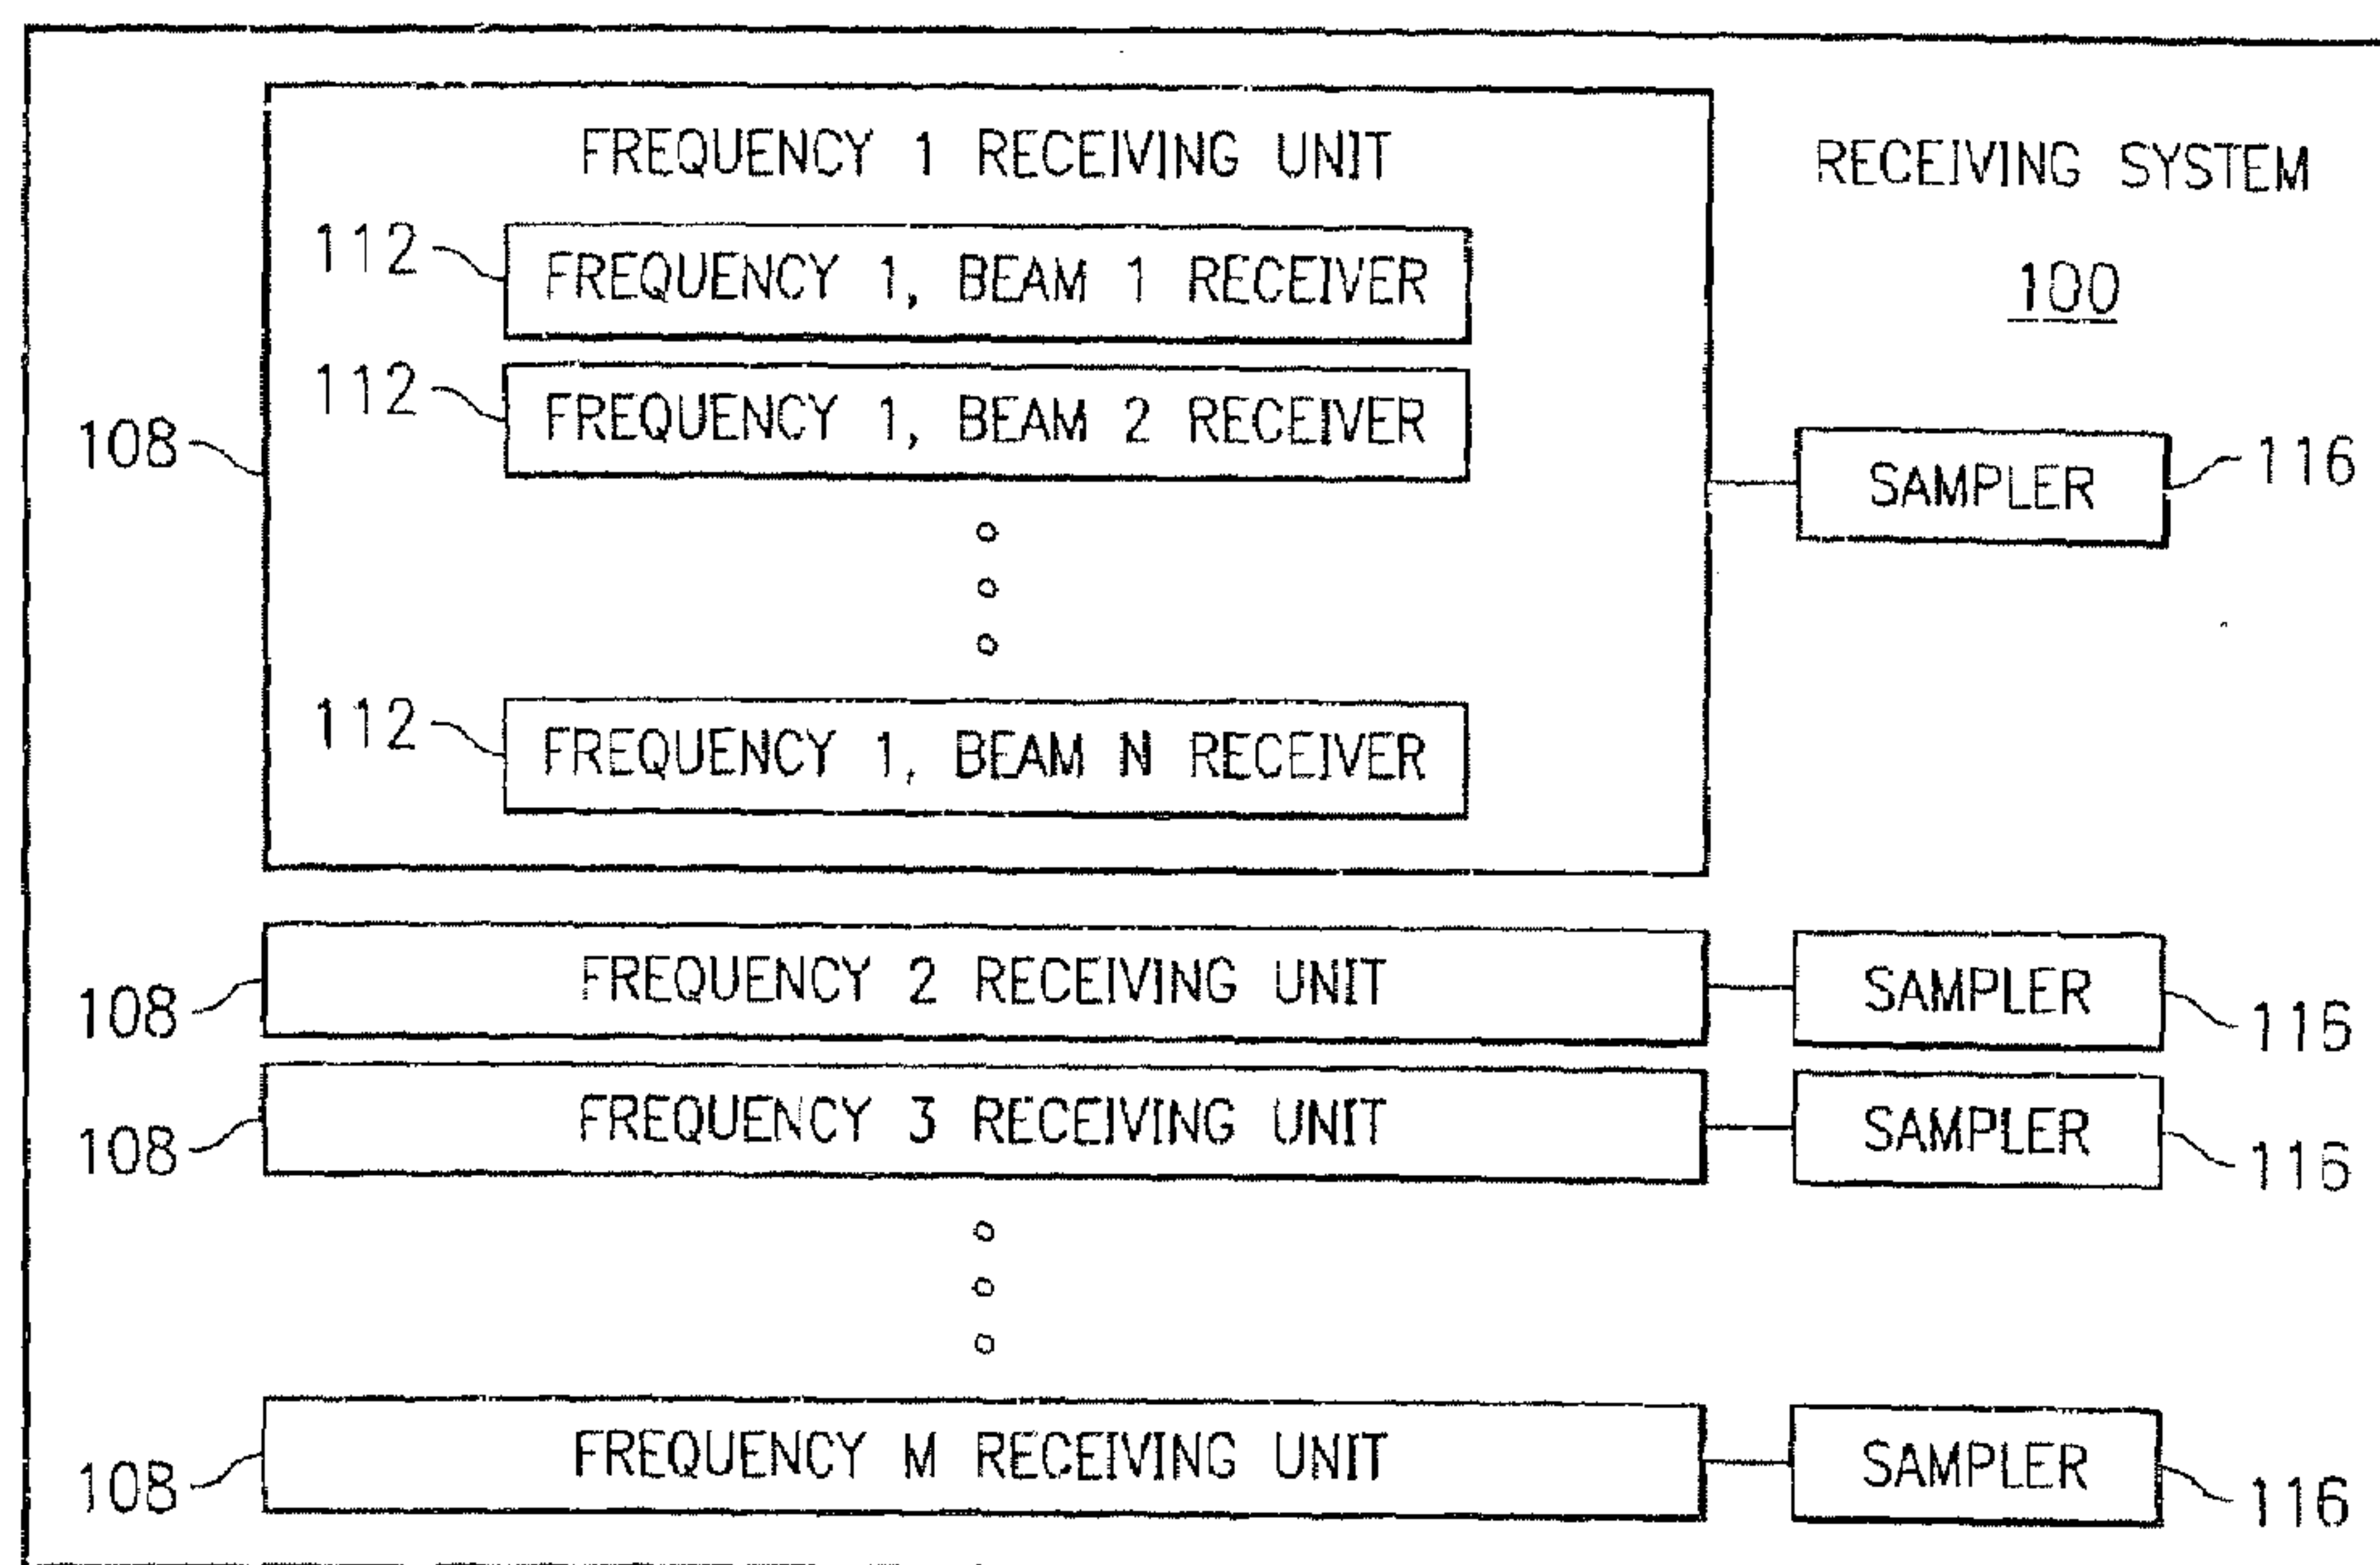 FREQUENCY 1 RECEIVING UNIT
RECEIVING SYSTEM
100
112
FREQUENCY 1, BEAM 1 RECEIVER
112
FREQUENCY 1, BEAM 2 RECEIVER
108
SAMPLER
116
112
FREQUENCY 1, BEAM N RECEIVER
108
FREQUENCY 2 RECEIVING UNIT
SAMPLER
116
108
FREQUENCY 3 RECEIVING UNIT
SAMPLER
116
108
FREQUENCY M RECEIVING UNIT
SAMPLER
116